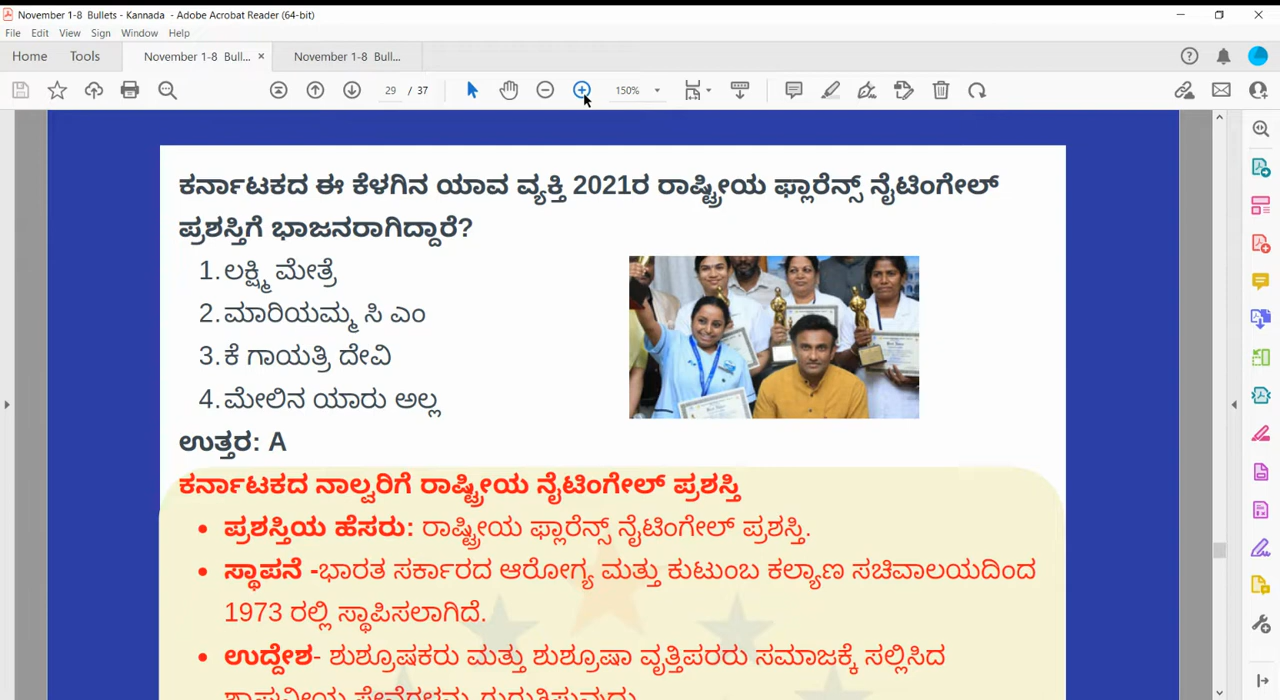 November 1-8 Bullets - Kannada - Adobe Acrobat Reader (64-bit)
File Edit View Sign Window Help
Home Tools November 1-8 Bull... × November 1-8 Bull...
29 / 37 150%
ಕರ್ನಾಟಕದ ಈ ಕೆಳಗಿನ ಯಾವ ವ್ಯಕ್ತಿ 2021ರ ರಾಷ್ಟ್ರೀಯ ಫ್ಲಾರೆನ್ಸ್ ನೈಟಿಂಗೇಲ್
ಪ್ರಶಸ್ತಿಗೆ ಭಾಜನರಾಗಿದ್ದಾರೆ?
1. ಲಕ್ಷ್ಮಿ ಮೇತ್ರೆ
2. ಮಾರಿಯಮ್ಮ ಸಿ ಎಂ
3. ಕೆ ಗಾಯತ್ರಿ ದೇವಿ
4. ಮೇಲಿನ ಯಾರು ಅಲ್ಲ
ಉತ್ತರ: A
ಕರ್ನಾಟಕದ ನಾಲ್ವರಿಗೆ ರಾಷ್ಟ್ರೀಯ ನೈಟಿಂಗೇಲ್ ಪ್ರಶಸ್ತಿ
• ಪ್ರಶಸ್ತಿಯ ಹೆಸರು: ರಾಷ್ಟ್ರೀಯ ಫ್ಲಾರೆನ್ಸ್ ನೈಟಿಂಗೇಲ್ ಪ್ರಶಸ್ತಿ.
• ಸ್ಥಾಪನೆ -ಭಾರತ ಸರ್ಕಾರದ ಆರೋಗ್ಯ ಮತ್ತು ಕುಟುಂಬ ಕಲ್ಯಾಣ ಸಚಿವಾಲಯದಿಂದ
1973 ರಲ್ಲಿ ಸ್ಥಾಪಿಸಲಾಗಿದೆ.
• ಉದ್ದೇಶ- ಶುಶ್ರೂಷಕರು ಮತ್ತು ಶುಶ್ರೂಷಾ ವೃತ್ತಿಪರರು ಸಮಾಜಕ್ಕೆ ಸಲ್ಲಿಸಿದ